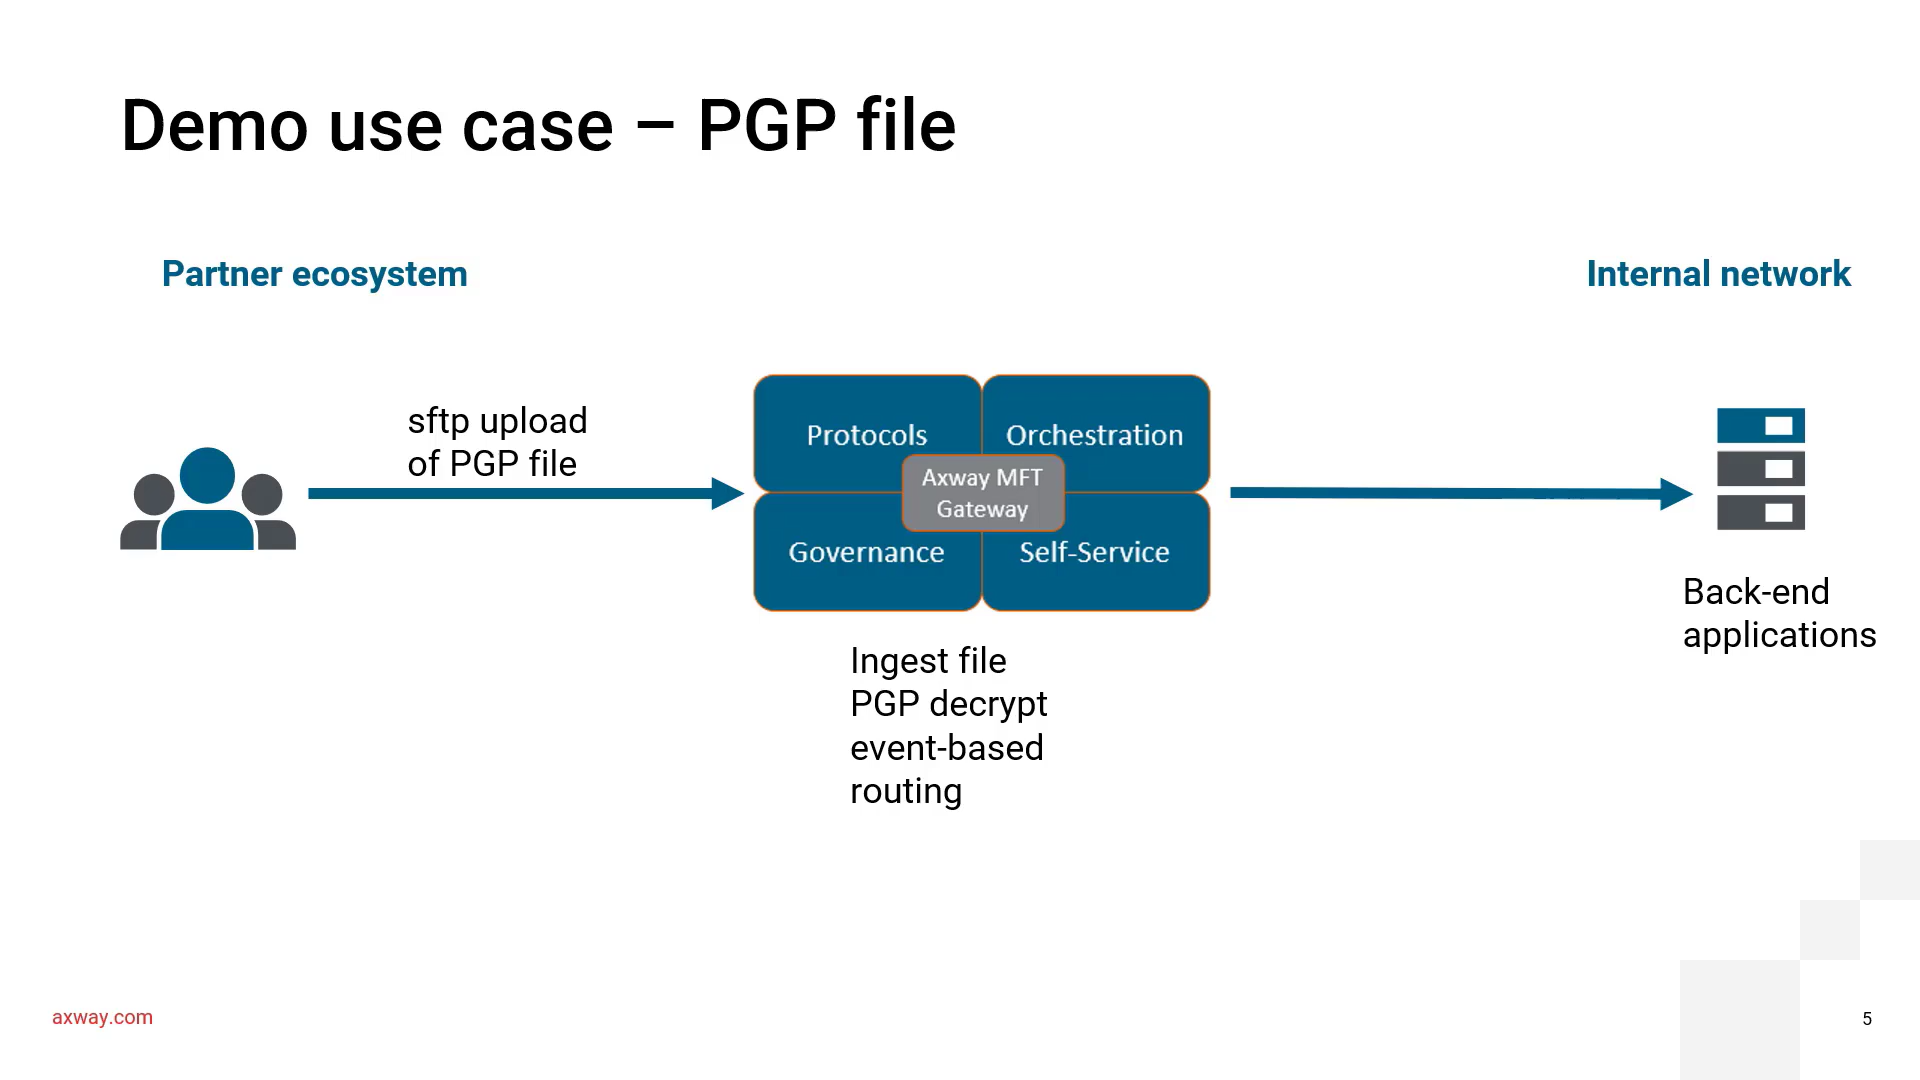 Demo use case – PGP file
Partner ecosystem
Internal network
sftp upload
of PGP file
Protocols
Orchestration
Axway MFT
Gateway
Governance
Self-Service
Back-end
applications
Ingest file
PGP decrypt
event-based
routing
axway.com
5